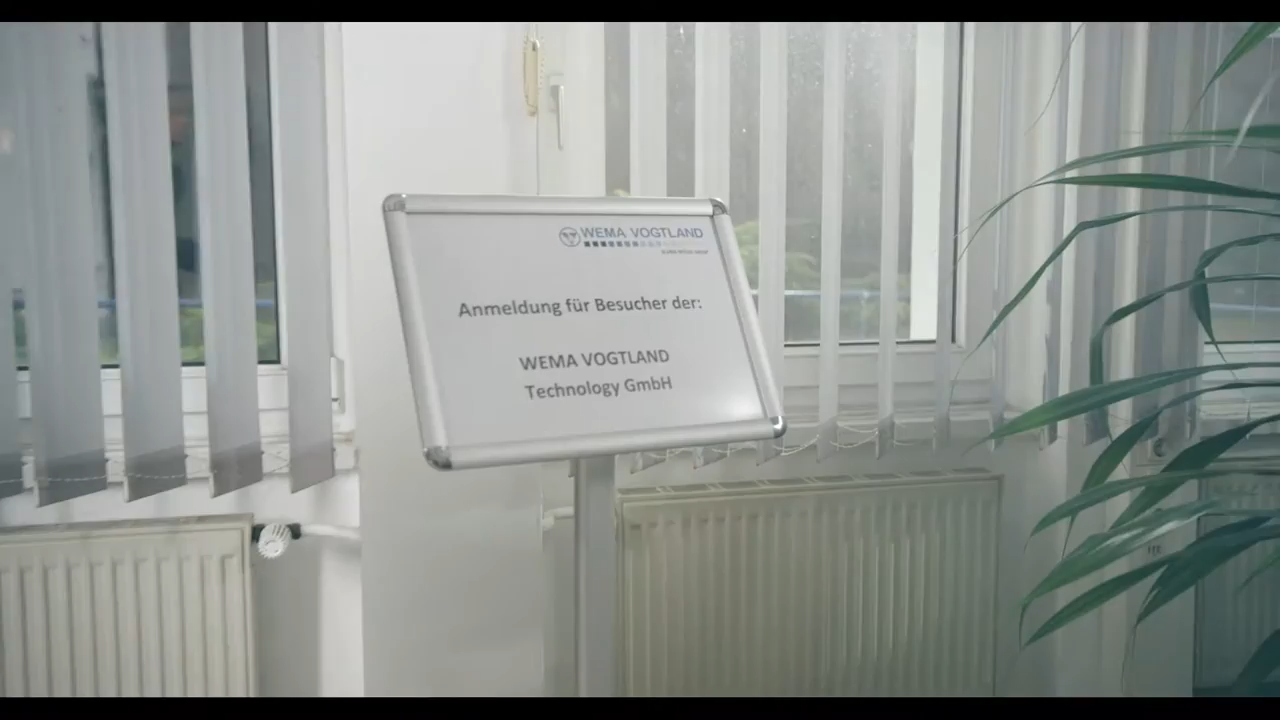 WEMA VOGTLAND
Anmeldung für Besucher der:
WEMA VOGTLAND
Technology GmbH